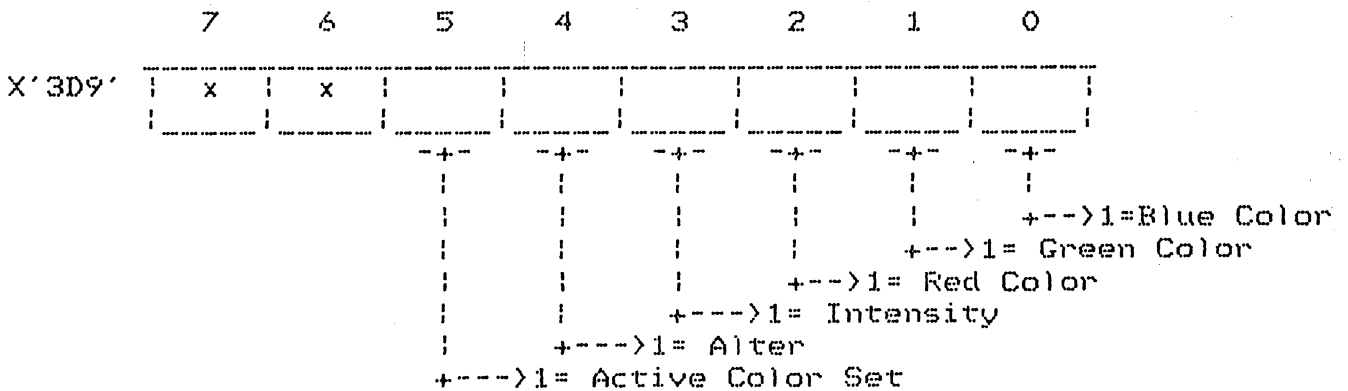 7 6 5 4 3 2 1 0
X'3D9' | x | x | | | | | | |
+-->1=Blue Color
+-->1= Green Color
+-->1= Red Color
+--->1= Intensity
+--->1= Alter
+--->1= Active Color Set